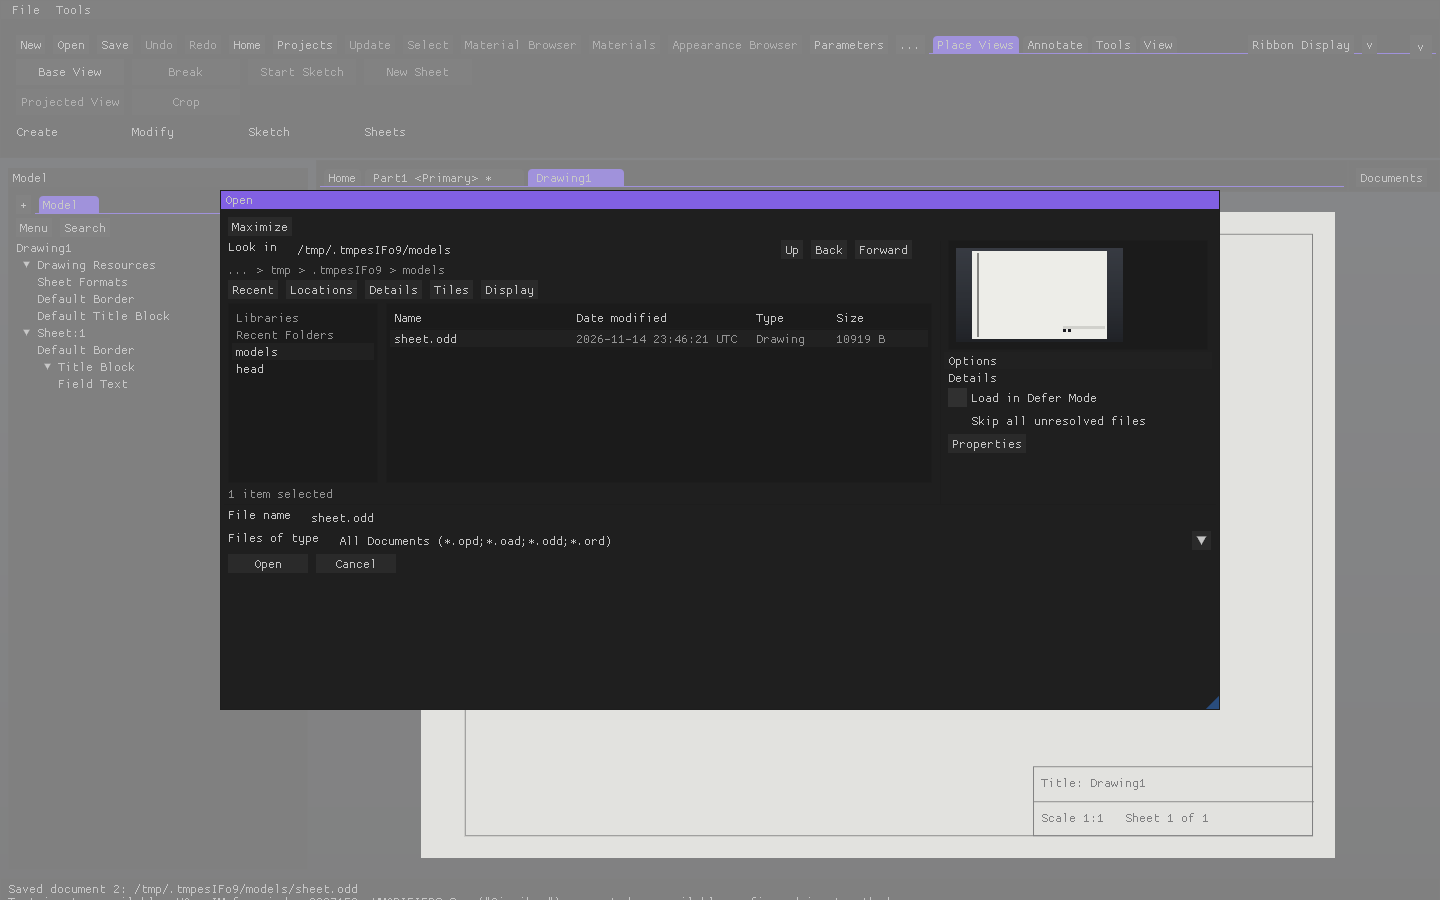 File Tools
New Open Save Undo Redo Home Projects Update Select Material Browser Materials Appearance Browser Parameters ... Place Views Annotate Tools View Ribbon Display v v
Base View Break Start Sketch New Sheet
Projected View Crop
Create Modify Sketch Sheets
Model Home Part1 <Primary> * Drawing1 Documents
+ Model
Menu Search
Drawing1
▼ Drawing Resources
Sheet Formats
Default Border
Default Title Block
▼ Sheet:1
Default Border
▼ Title Block
Field Text
Open
Maximize
Look in /tmp/.tmpesIFo9/models Up Back Forward
... > tmp > .tmpesIFo9 > models
Recent Locations Details Tiles Display
Libraries
Recent Folders
models
head
Name Date modified Type Size
sheet.odd 2026-11-14 23:46:21 UTC Drawing 10919 B
Options
Details
Load in Defer Mode
Skip all unresolved files
Properties
1 item selected
File name sheet.odd
Files of type All Documents (*.opd;*.oad;*.odd;*.ord) ▼
Open Cancel
Title: Drawing1
Scale 1:1 Sheet 1 of 1
Saved document 2: /tmp/.tmpesIFo9/models/sheet.odd